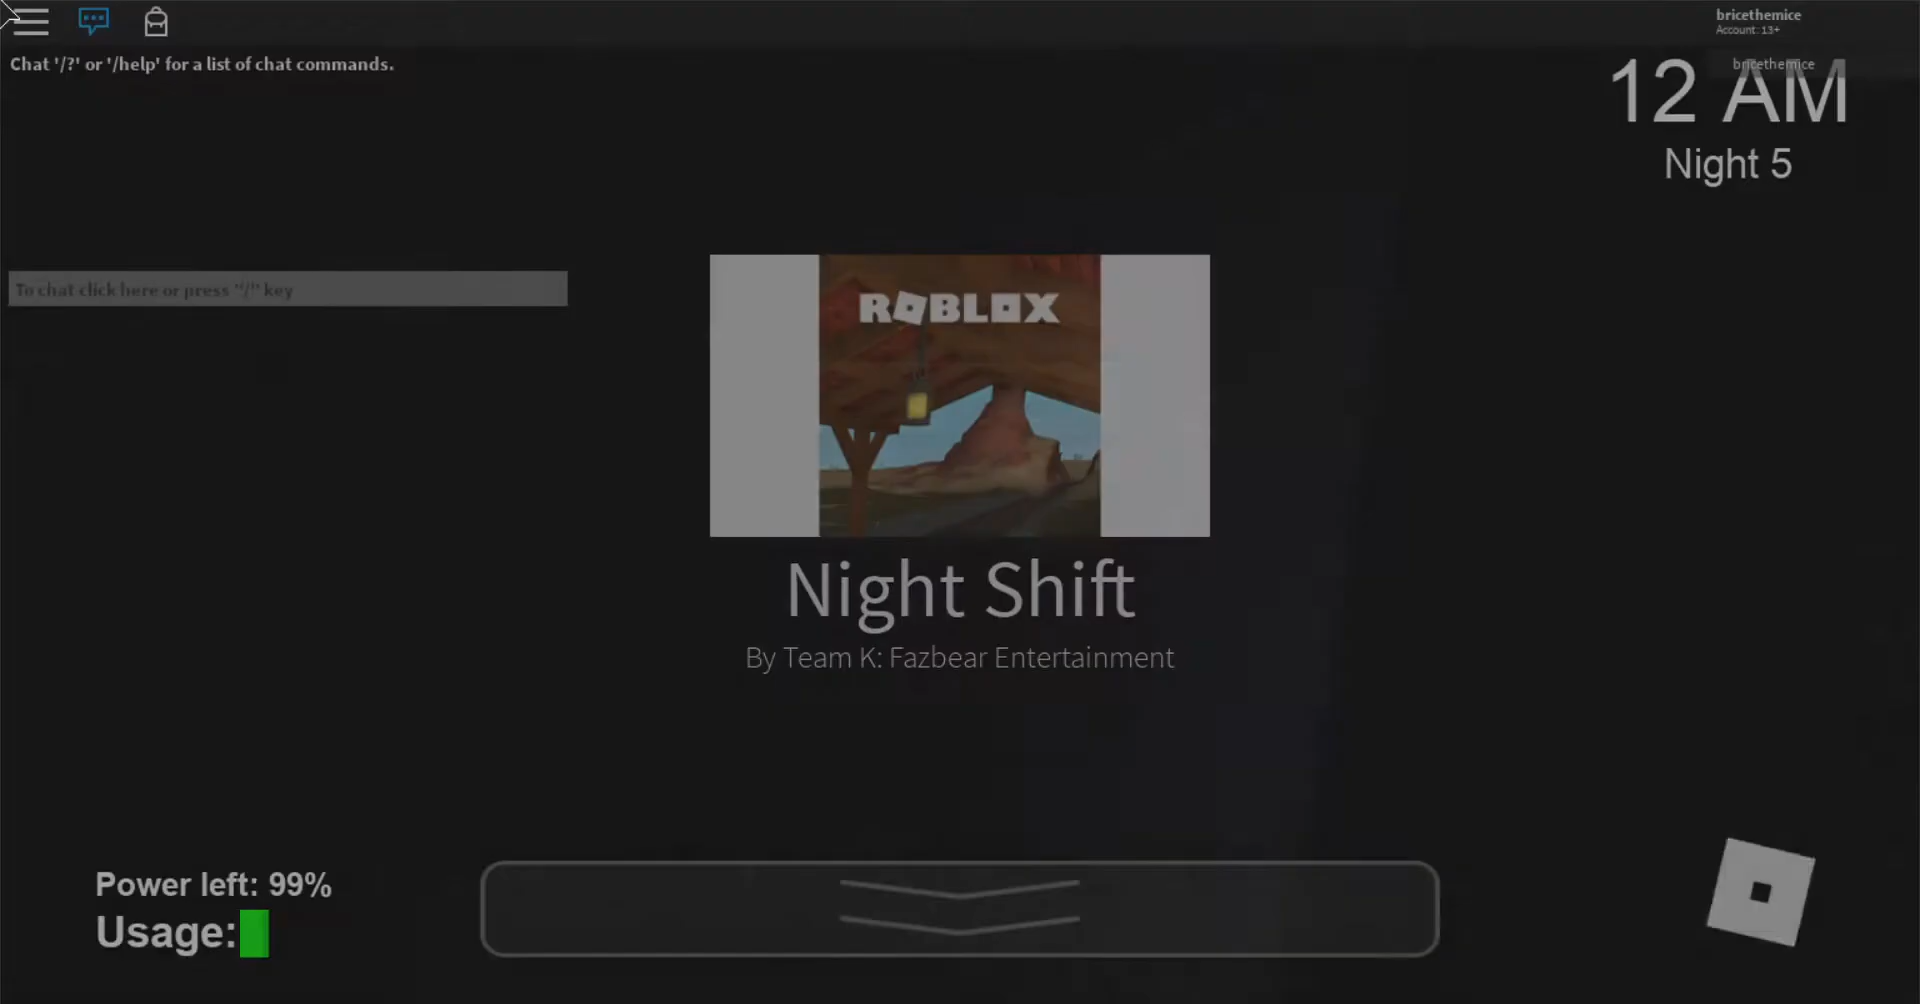 bricethemice
Account: 13+
Chat '/?' or '/help' for a list of chat commands.
bricethemice
12 AM
Night 5
To chat click here or press "/" key
ROBLOX
Night Shift
By Team K: Fazbear Entertainment
Power left: 99%
Usage: